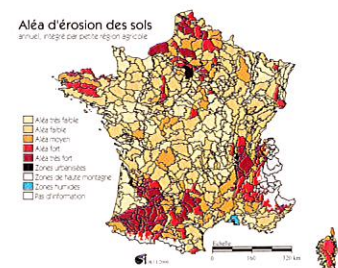 Aléa d'érosion des sols
annuel, intégré par petite région agricole
Aléa très faible
Aléa faible
Aléa moyen
Aléa fort
Aléa très fort
Zones urbanisées
Zones de haute montagne
Zones humides
Pas d'information
Echelle
0 160 320 km